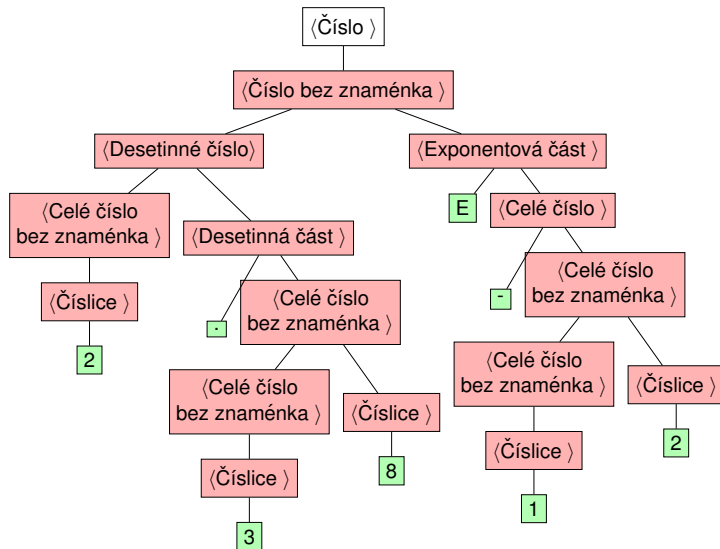 ⟨Číslo ⟩
⟨Číslo bez znaménka ⟩
⟨Desetinné číslo⟩
⟨Exponentová část ⟩
⟨Celé číslo
bez znaménka ⟩
⟨Desetinná část ⟩
E
⟨Celé číslo ⟩
⟨Číslice ⟩
.
⟨Celé číslo
bez znaménka ⟩
-
⟨Celé číslo
bez znaménka ⟩
2
⟨Celé číslo
bez znaménka ⟩
⟨Číslice ⟩
⟨Celé číslo
bez znaménka ⟩
⟨Číslice ⟩
⟨Číslice ⟩
8
⟨Číslice ⟩
2
3
1